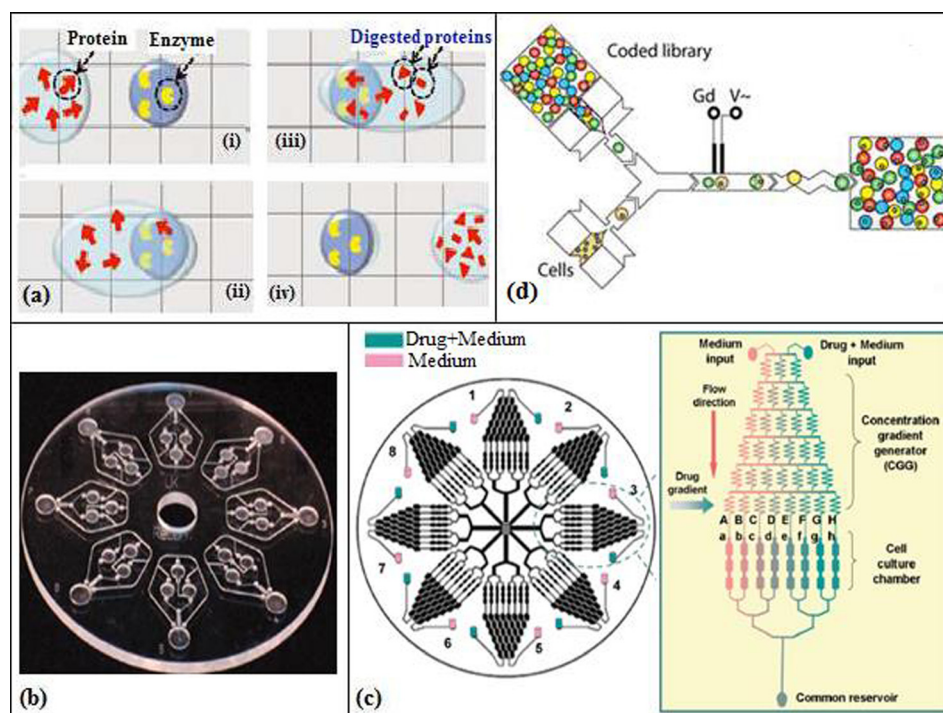 Protein
Enzyme
(i)
Digested proteins
(iii)
(a)
(ii)
(iv)
Coded library
Gd V~
Cells
(d)
(b)
Drug+Medium
Medium
1
2
3
4
5
6
7
8
(c)
Medium
input
Drug + Medium
input
Flow
direction
Concentration
gradient
generator
(CGG)
Drug
gradient
A B C D E F G H
a b c d e f g h
Cell
culture
chamber
Common reservoir